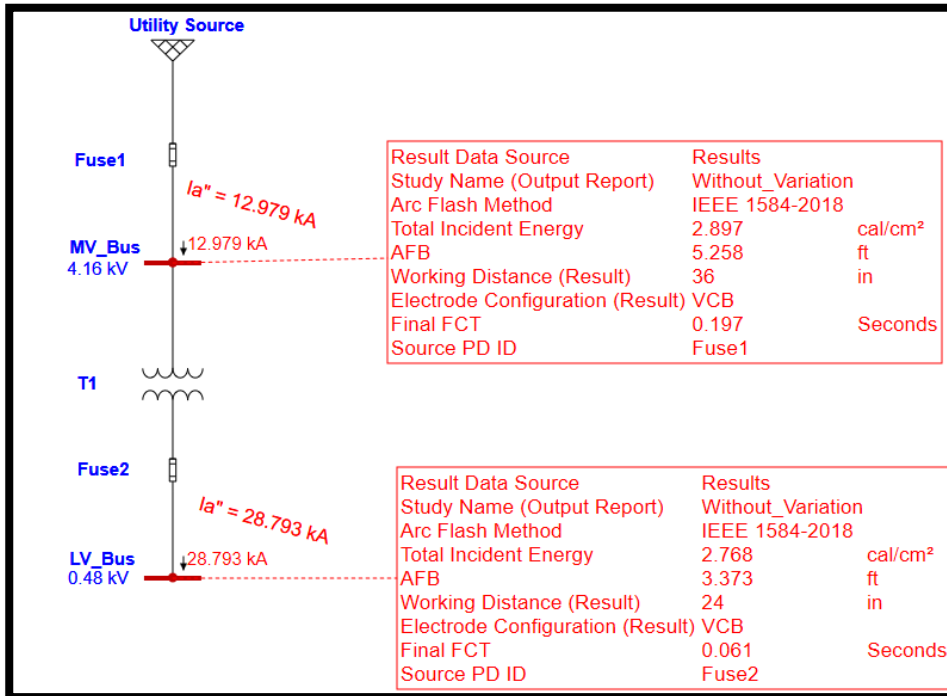 Utility Source
Fuse1
Ia" = 12.979 kA
MV_Bus
4.16 kV
12.979 kA
Result Data Source Results
Study Name (Output Report) Without_Variation
Arc Flash Method IEEE 1584-2018
Total Incident Energy 2.897 cal/cm²
AFB 5.258 ft
Working Distance (Result) 36 in
Electrode Configuration (Result) VCB
Final FCT 0.197 Seconds
Source PD ID Fuse1
T1
Fuse2
Ia" = 28.793 kA
LV_Bus
0.48 kV
28.793 kA
Result Data Source Results
Study Name (Output Report) Without_Variation
Arc Flash Method IEEE 1584-2018
Total Incident Energy 2.768 cal/cm²
AFB 3.373 ft
Working Distance (Result) 24 in
Electrode Configuration (Result) VCB
Final FCT 0.061 Seconds
Source PD ID Fuse2